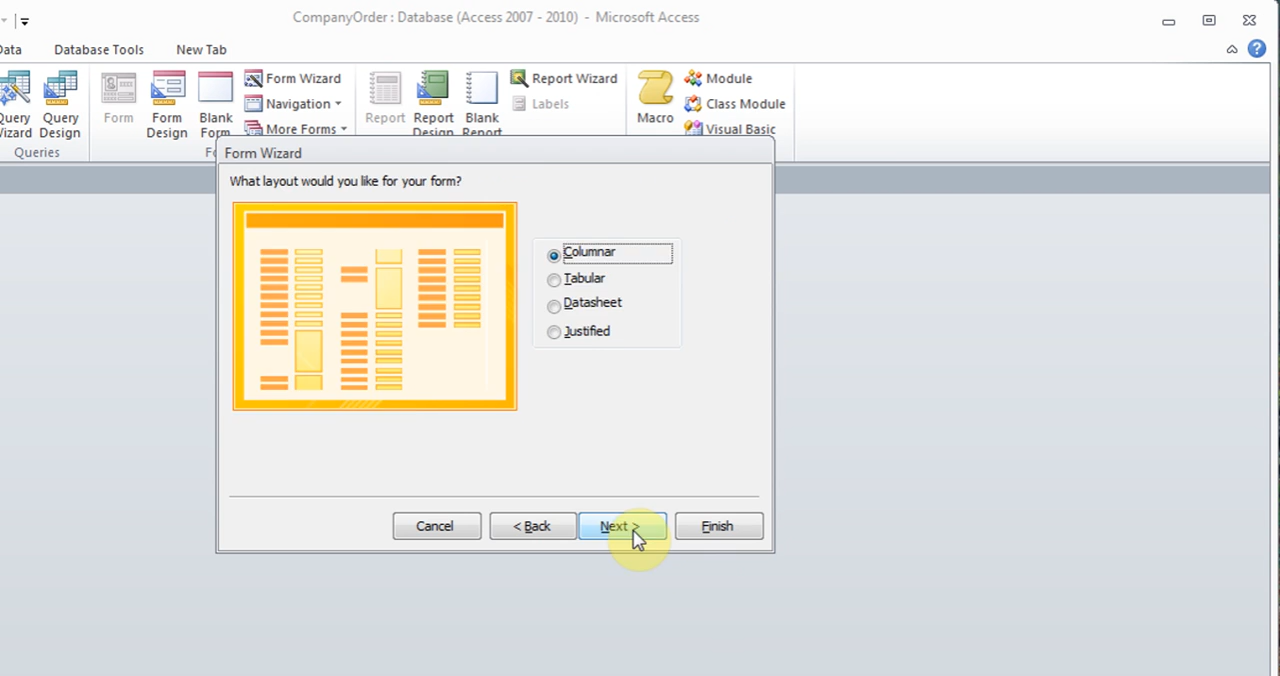 CompanyOrder : Database (Access 2007 - 2010) - Microsoft Access
Data Database Tools New Tab
Query Wizard
Query Design
Queries
Form
Form Design
Blank Form
Form Wizard
Navigation
More Forms
Report
Report Design
Blank Report
Report Wizard
Labels
Macro
Module
Class Module
Visual Basic
Form Wizard
What layout would you like for your form?
Columnar
Tabular
Datasheet
Justified
Cancel
< Back
Next >
Finish